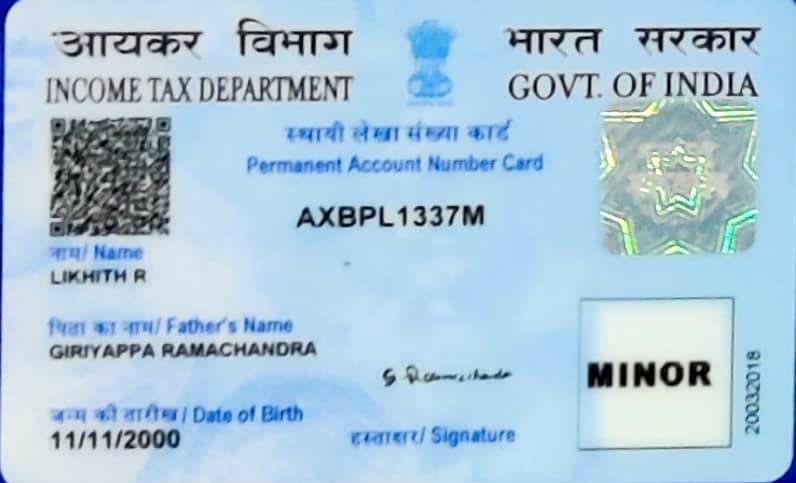 आयकर विभाग
INCOME TAX DEPARTMENT
भारत सरकार
GOVT. OF INDIA
स्थायी लेखा संख्या कार्ड
Permanent Account Number Card
AXBPL1337M
नाम/ Name
LIKHITH R
पिता का नाम/ Father's Name
GIRIYAPPA RAMACHANDRA
जन्म की तारीख/ Date of Birth
11/11/2000
हस्ताक्षर/ Signature
MINOR
20032018